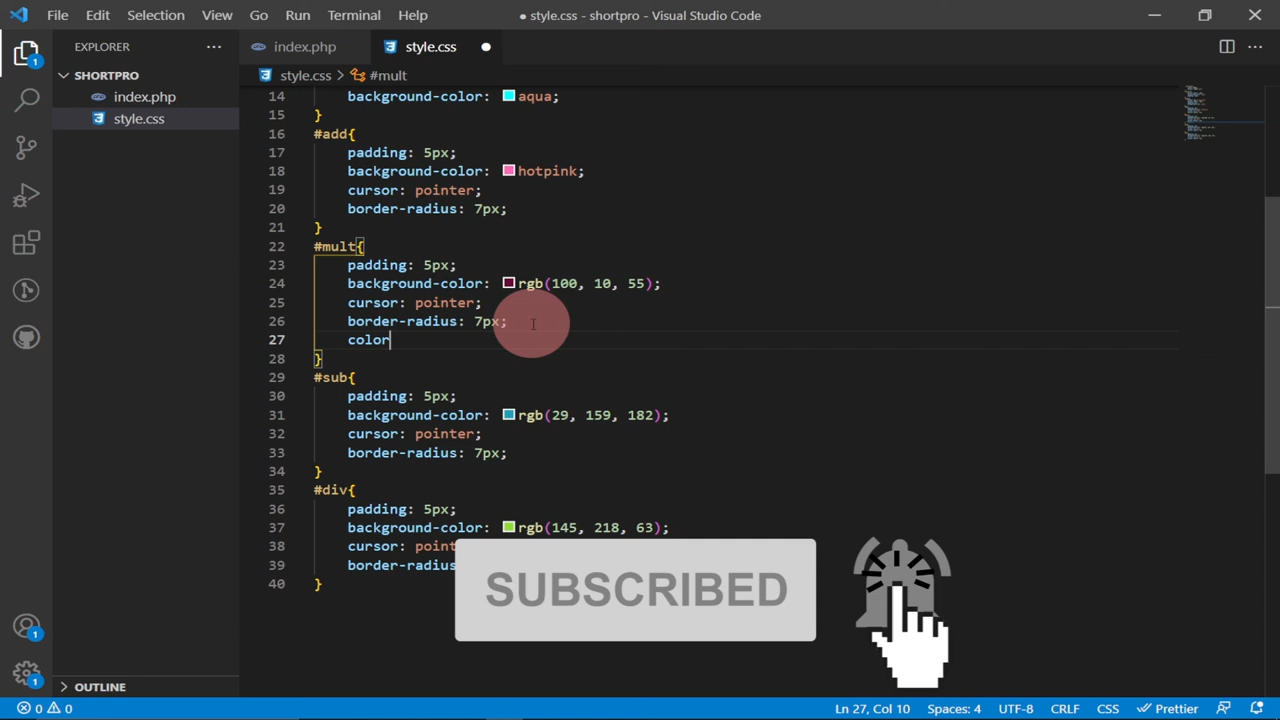 File Edit Selection View Go Run Terminal Help
● style.css - shortpro - Visual Studio Code
EXPLORER
SHORTPRO
index.php
style.css
OUTLINE
index.php
style.css
style.css > #mult
14 background-color: aqua;
15 }
16 #add{
17 padding: 5px;
18 background-color: hotpink;
19 cursor: pointer;
20 border-radius: 7px;
21 }
22 #mult{
23 padding: 5px;
24 background-color: rgb(100, 10, 55);
25 cursor: pointer;
26 border-radius: 7px;
27 color
28 }
29 #sub{
30 padding: 5px;
31 background-color: rgb(29, 159, 182);
32 cursor: pointer;
33 border-radius: 7px;
34 }
35 #div{
36 padding: 5px;
37 background-color: rgb(145, 218, 63);
38 cursor: point
39 border-radius
40 }
SUBSCRIBED
1
1
1
0 0
Ln 27, Col 10 Spaces: 4 UTF-8 CRLF CSS Prettier